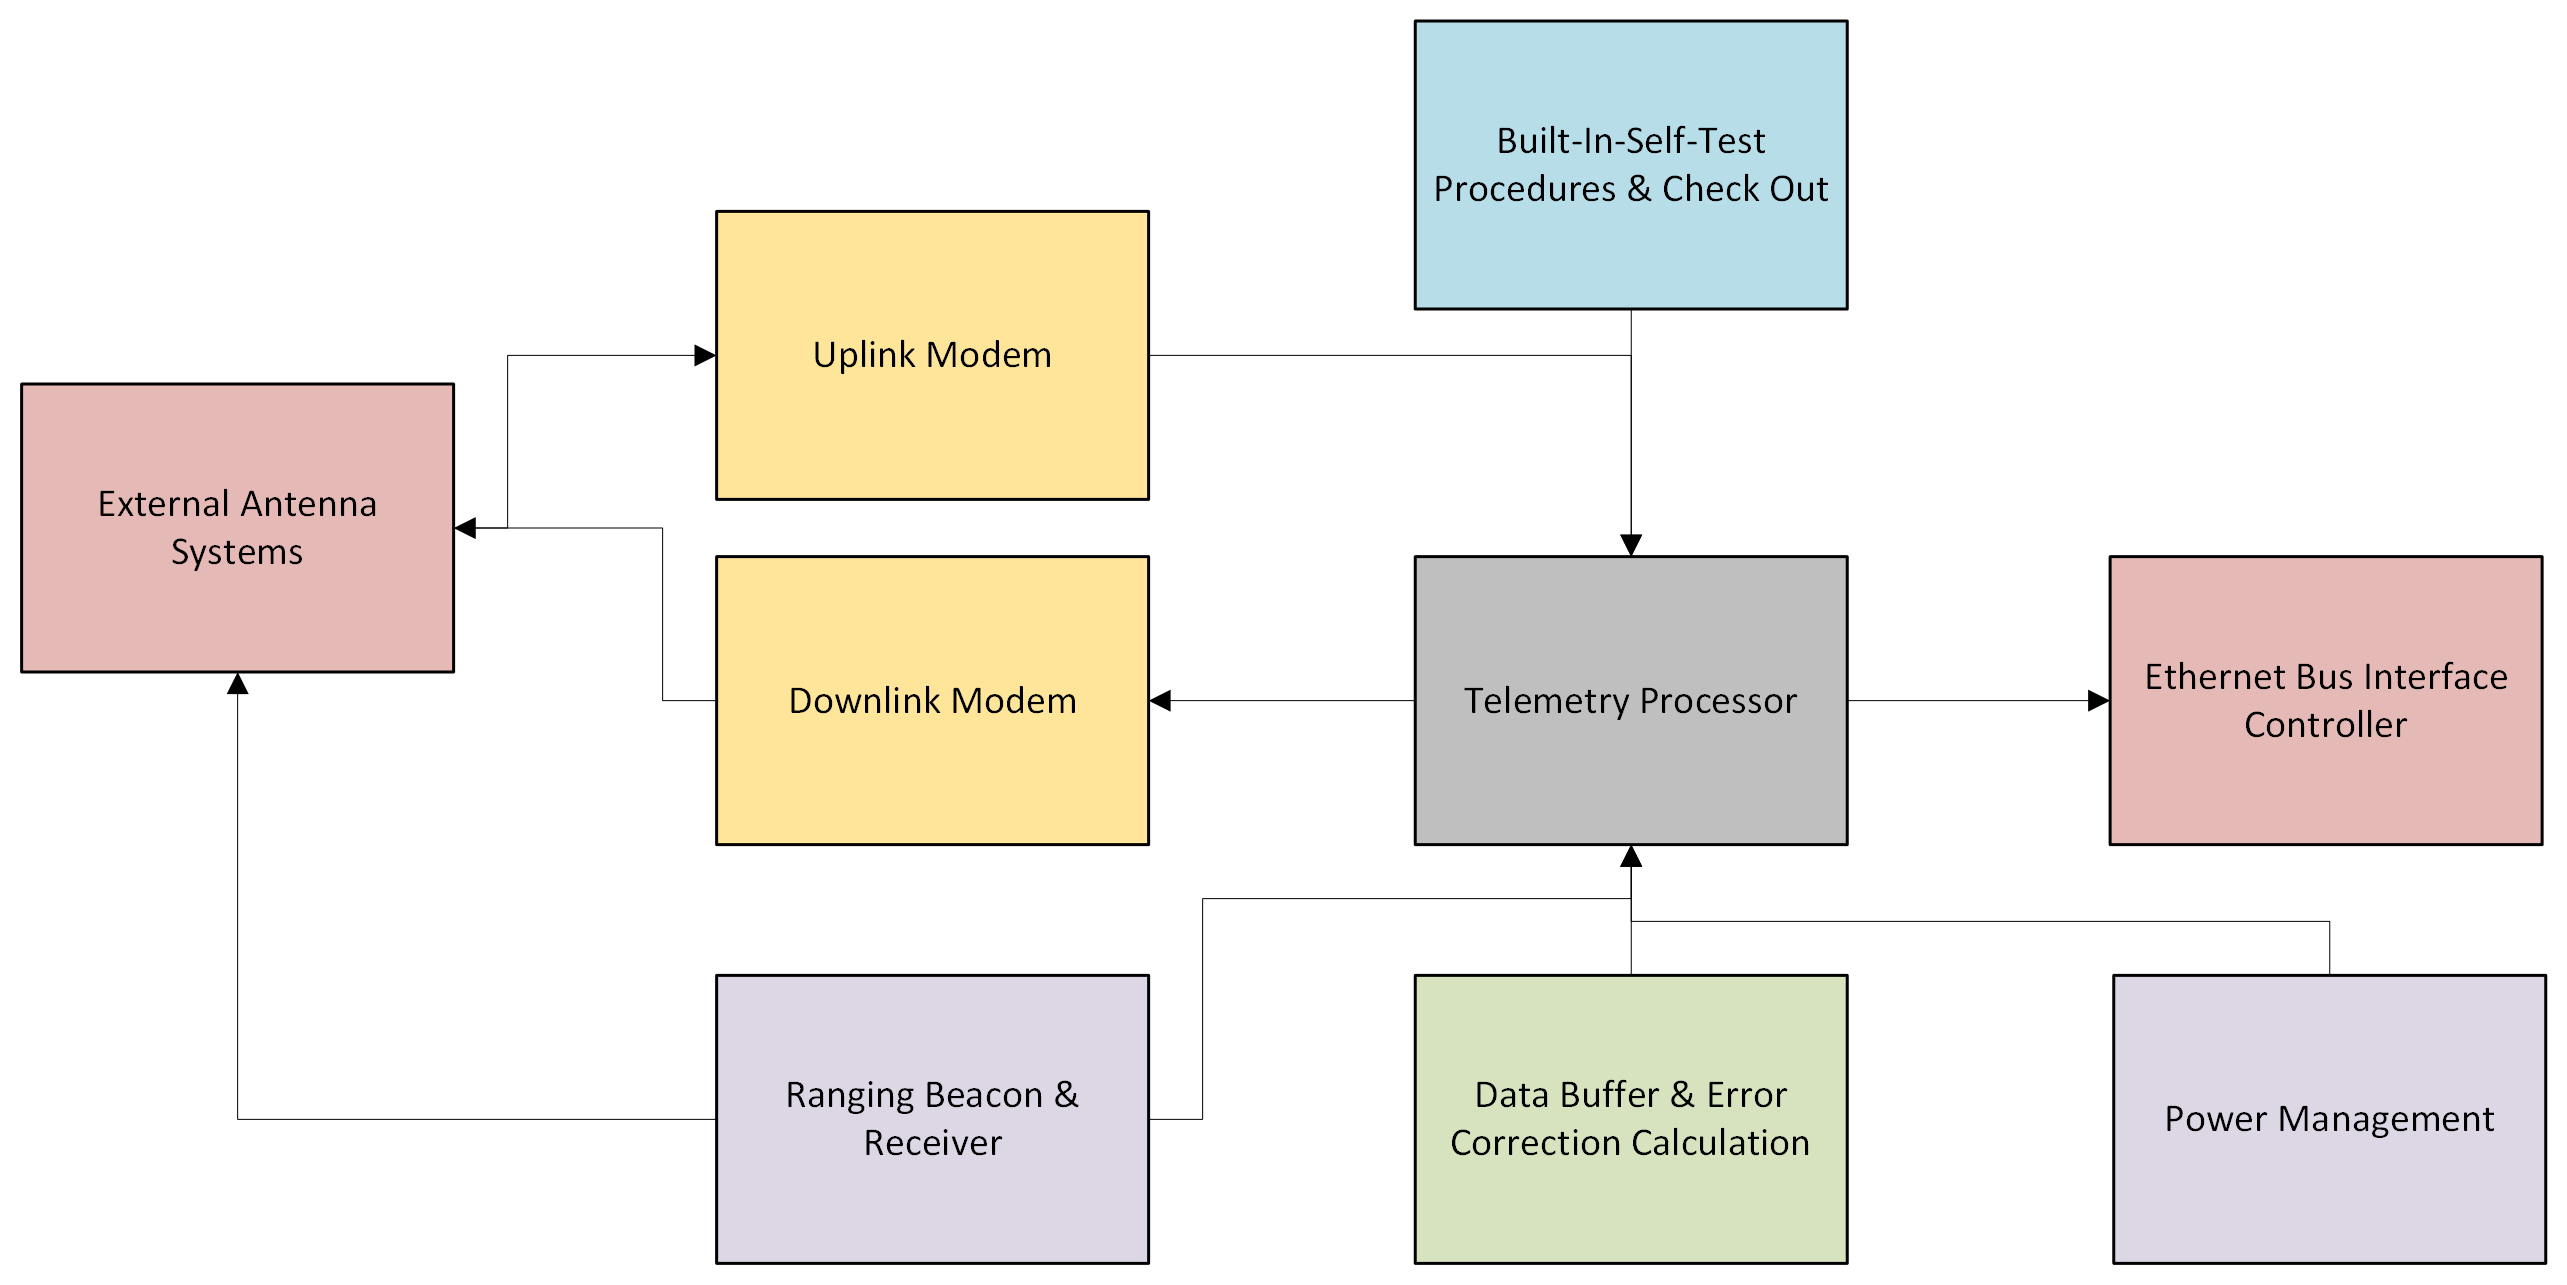 Built-In-Self-Test
Procedures & Check Out
Uplink Modem
External Antenna
Systems
Downlink Modem
Telemetry Processor
Ethernet Bus Interface
Controller
Ranging Beacon &
Receiver
Data Buffer & Error
Correction Calculation
Power Management